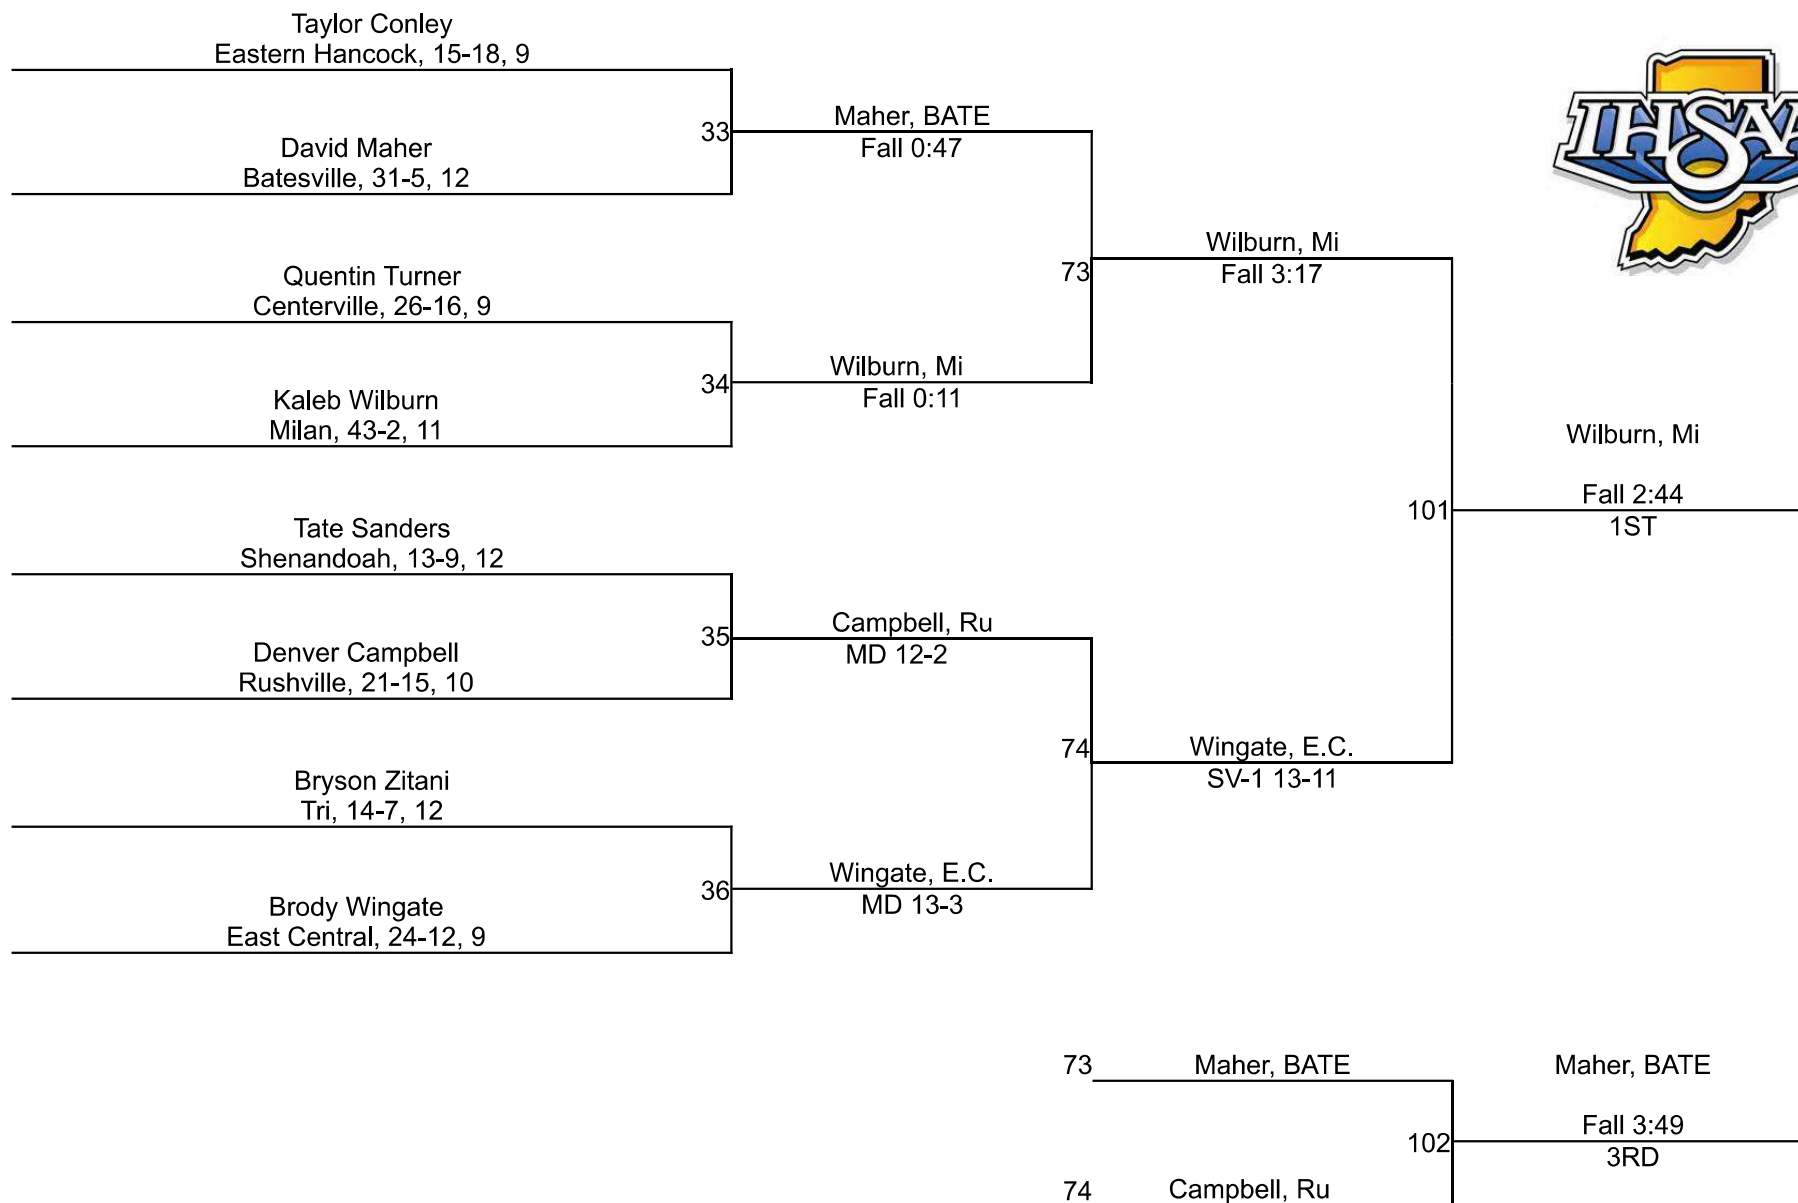 Taylor Conley
Eastern Hancock, 15-18, 9
33
Maher, BATE
Fall 0:47
David Maher
Batesville, 31-5, 12
IHSAA
Wilburn, Mi
73
Fall 3:17
Quentin Turner
Centerville, 26-16, 9
34
Wilburn, Mi
Fall 0:11
Kaleb Wilburn
Milan, 43-2, 11
Wilburn, Mi
Fall 2:44
101
1ST
Tate Sanders
Shenandoah, 13-9, 12
35
Campbell, Ru
MD 12-2
Denver Campbell
Rushville, 21-15, 10
74
Wingate, E.C.
SV-1 13-11
Bryson Zitani
Tri, 14-7, 12
36
Wingate, E.C.
MD 13-3
Brody Wingate
East Central, 24-12, 9
73
Maher, BATE
Maher, BATE
Fall 3:49
102
3RD
74
Campbell, Ru